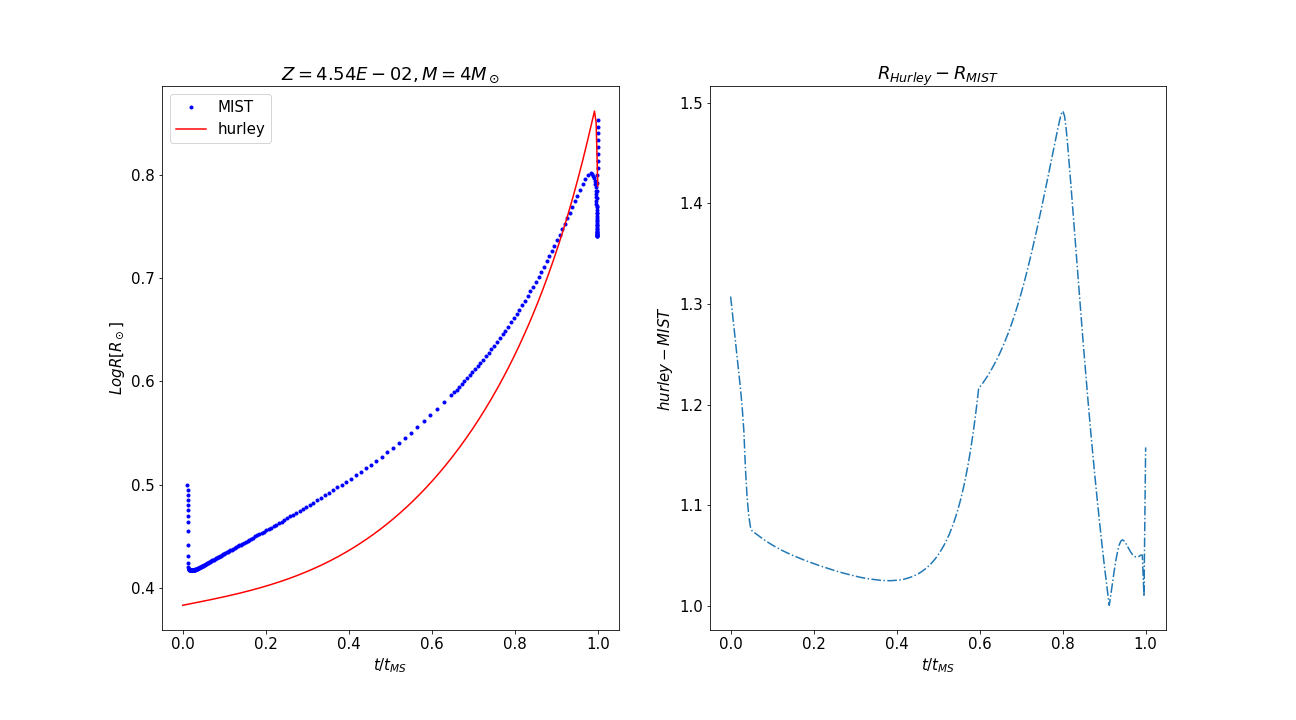 Z = 4.54E − 02, M = 4M⊙
MIST
hurley
LogR[R⊙]
0.8
0.7
0.6
0.5
0.4
0.0 0.2 0.4 0.6 0.8 1.0
t/tMS
RHurley − RMIST
hurley − MIST
1.5
1.4
1.3
1.2
1.1
1.0
0.0 0.2 0.4 0.6 0.8 1.0
t/tMS